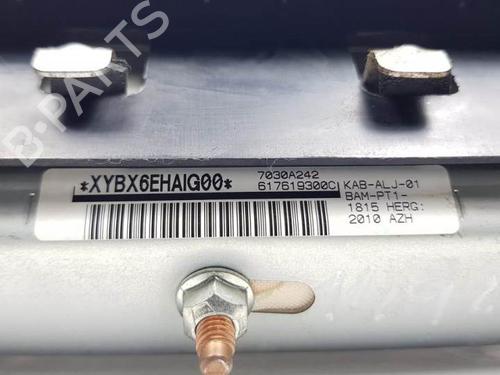 B-PARTS
*XYBX6EHAIG00*
7030A242
617619300C
KAB-ALJ-01
BAM-PT1-
1815 HERG:
2010 AZH